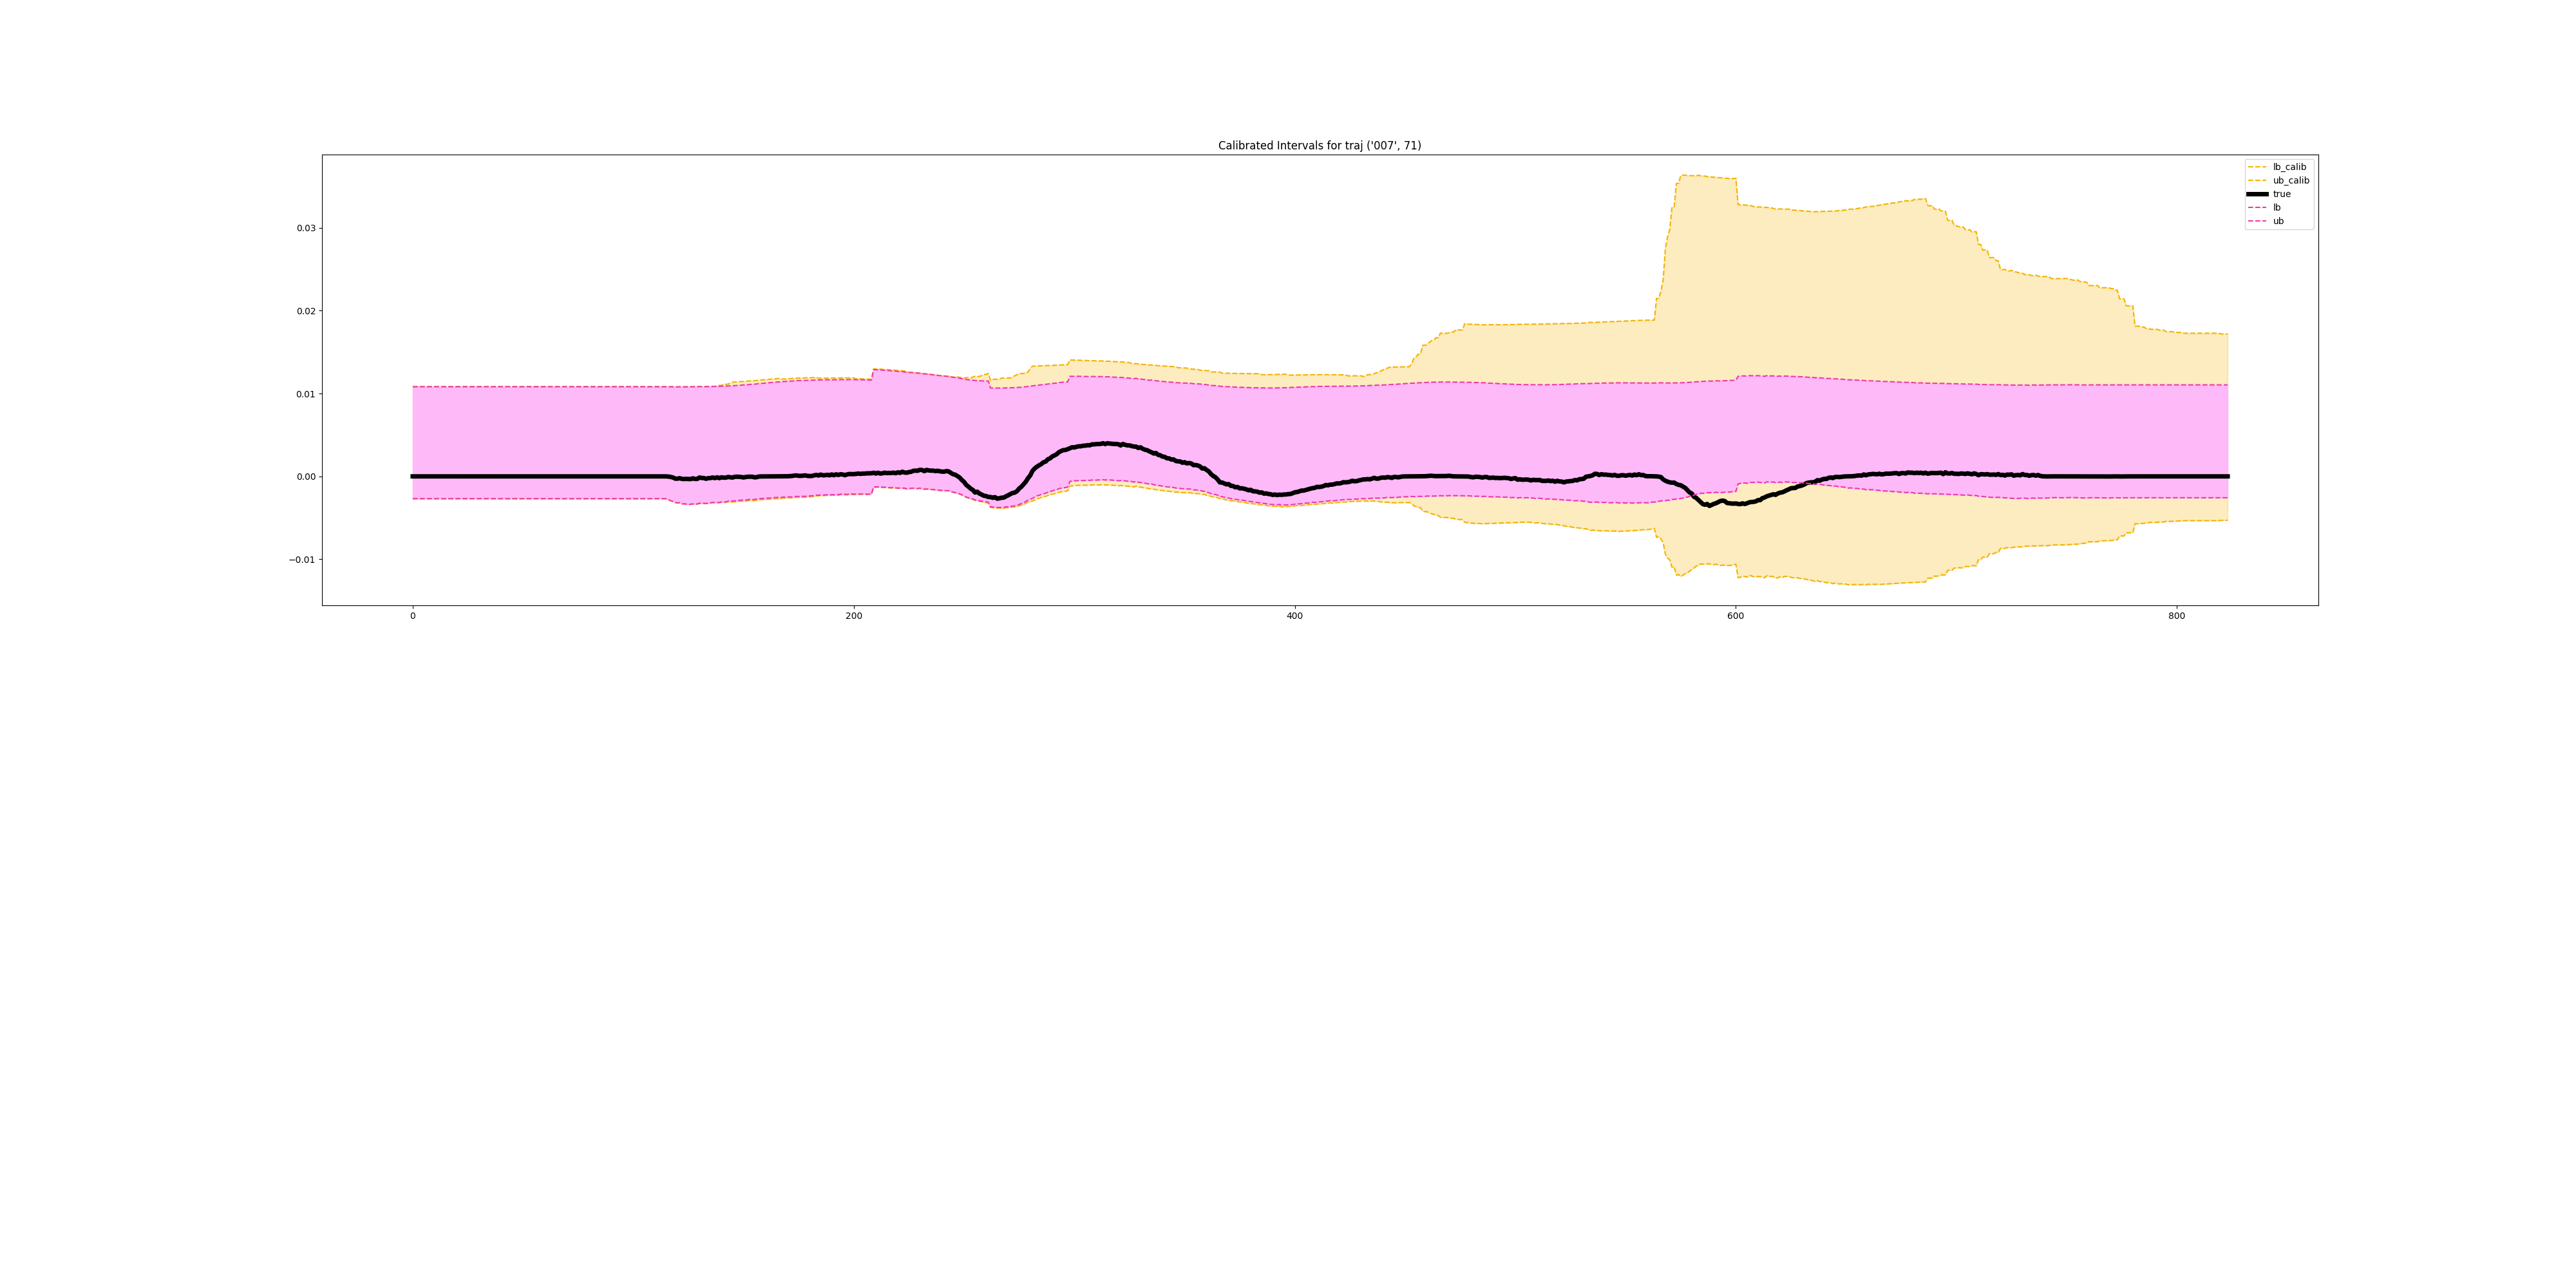 Calibrated Intervals for traj ('007', 71)
lb_calib
ub_calib
true
lb
ub
0.03
0.02
0.01
0.00
−0.01
0 200 400 600 800